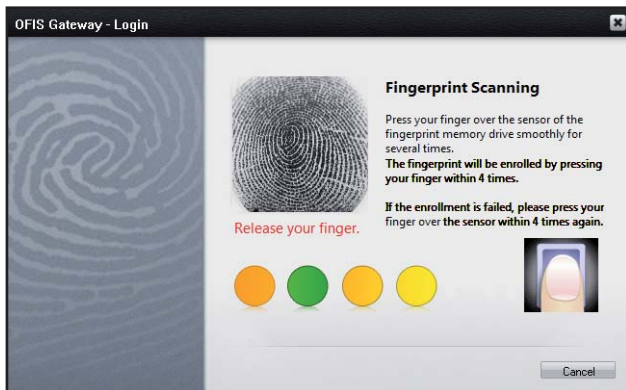 OFIS Gateway - Login
Fingerprint Scanning
Press your finger over the sensor of the
fingerprint memory drive smoothly for
several times.
The fingerprint will be enrolled by pressing
your finger within 4 times.
If the enrollment is failed, please press your
finger over the sensor within 4 times again.
Release your finger.
Cancel